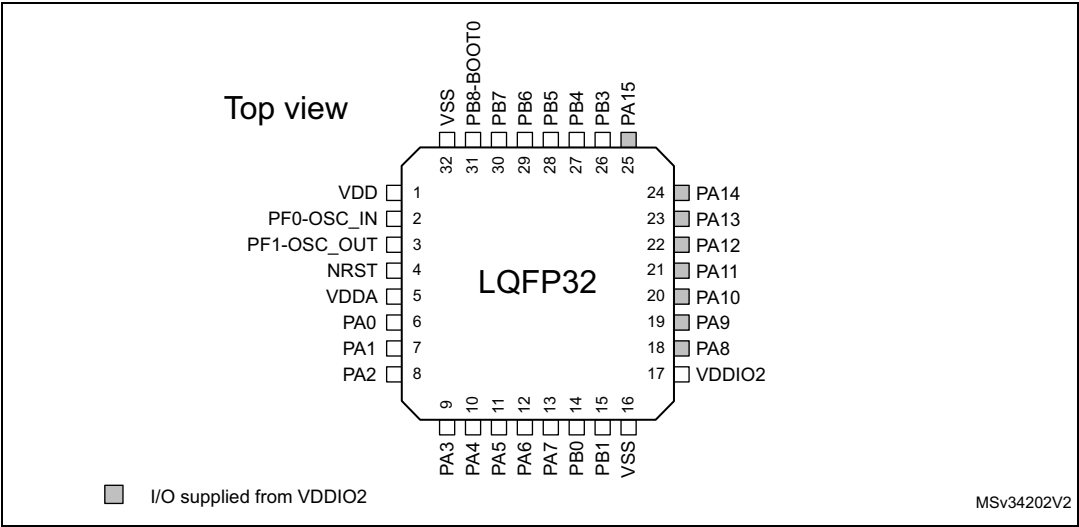 Top view
VSS
PB8-BOOT0
PB7
PB6
PB5
PB4
PB3
PA15
32
31
30
29
28
27
26
25
VDD 1
PF0-OSC_IN 2
PF1-OSC_OUT 3
NRST 4
VDDA 5
PA0 6
PA1 7
PA2 8
LQFP32
24 PA14
23 PA13
22 PA12
21 PA11
20 PA10
19 PA9
18 PA8
17 VDDIO2
9
10
11
12
13
14
15
16
PA3
PA4
PA5
PA6
PA7
PB0
PB1
VSS
I/O supplied from VDDIO2
MSv34202V2